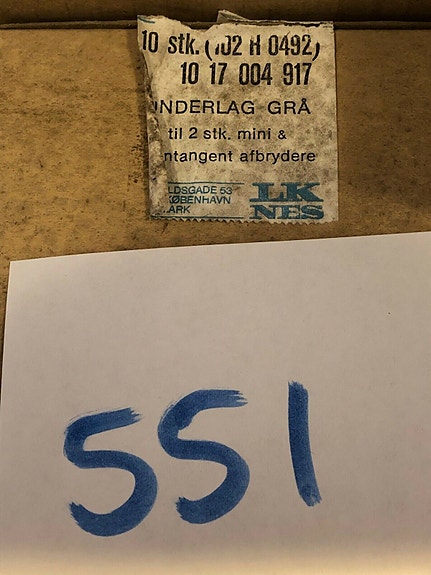 10 stk. (102 H 0492)
10 17 004 917
UNDERLAG GRÅ
til 2 stk. mini &
ntangent afbrydere
LDSGADE 53
KØBENHAVN
ARK
LK
NES
551